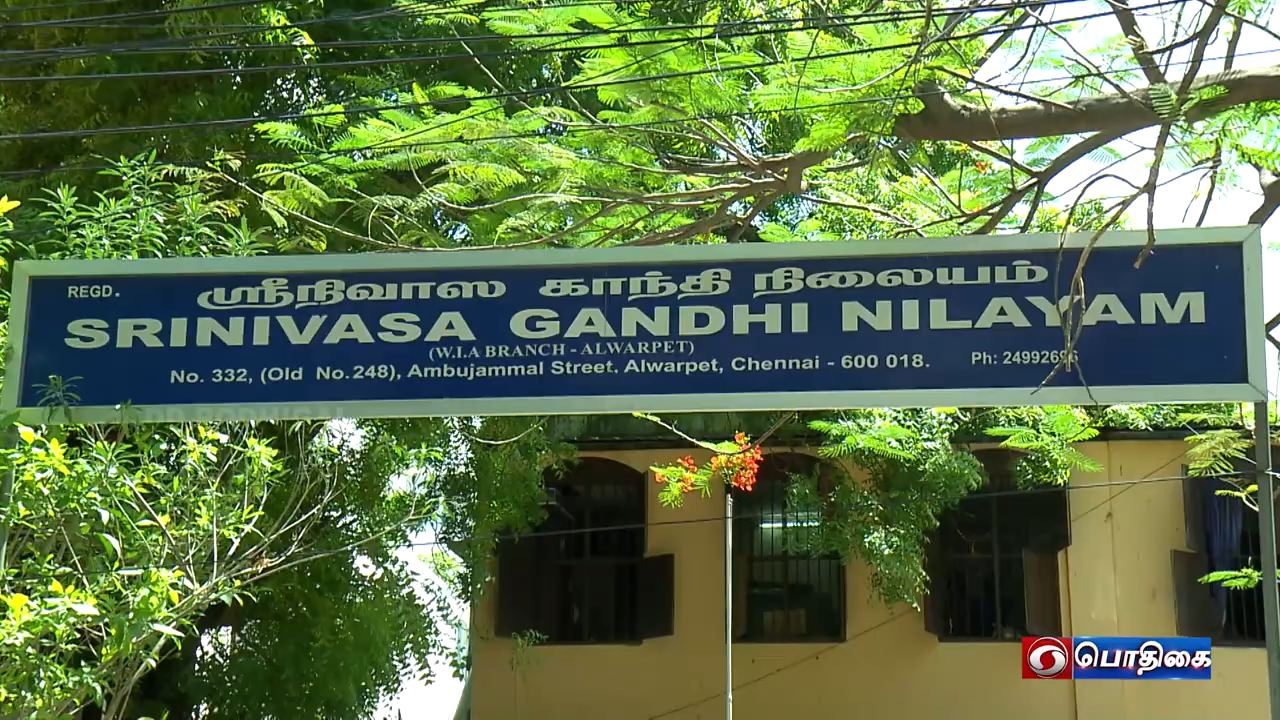 REGD.
ஸ்ரீநிவாஸ காந்தி நிலையம்
SRINIVASA GANDHI NILAYAM
(W.I.A BRANCH - ALWARPET)
No. 332, (Old No.248), Ambujammal Street, Alwarpet, Chennai - 600 018. Ph: 24992696
பொதிகை